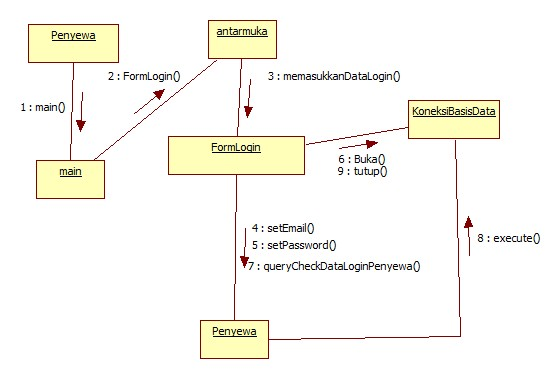 Penyewa
antarmuka
2 : FormLogin()
3 : memasukkanDataLogin()
1 : main()
KoneksiBasisData
FormLogin
6 : Buka()
9 : tutup()
main
4 : setEmail()
5 : setPassword()
8 : execute()
7 : queryCheckDataLoginPenyewa()
Penyewa